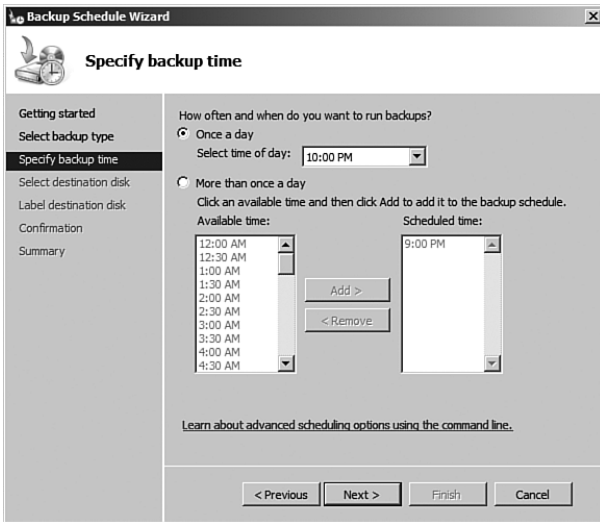 Backup Schedule Wizard
Specify backup time
Getting started
Select backup type
Specify backup time
Select destination disk
Label destination disk
Confirmation
Summary
How often and when do you want to run backups?
Once a day
Select time of day: 10:00 PM
More than once a day
Click an available time and then click Add to add it to the backup schedule.
Available time: Scheduled time:
12:00 AM 9:00 PM
12:30 AM
1:00 AM
1:30 AM
2:00 AM
2:30 AM
3:00 AM
3:30 AM
4:00 AM
4:30 AM
Add >
< Remove
Learn about advanced scheduling options using the command line.
< Previous Next > Finish Cancel